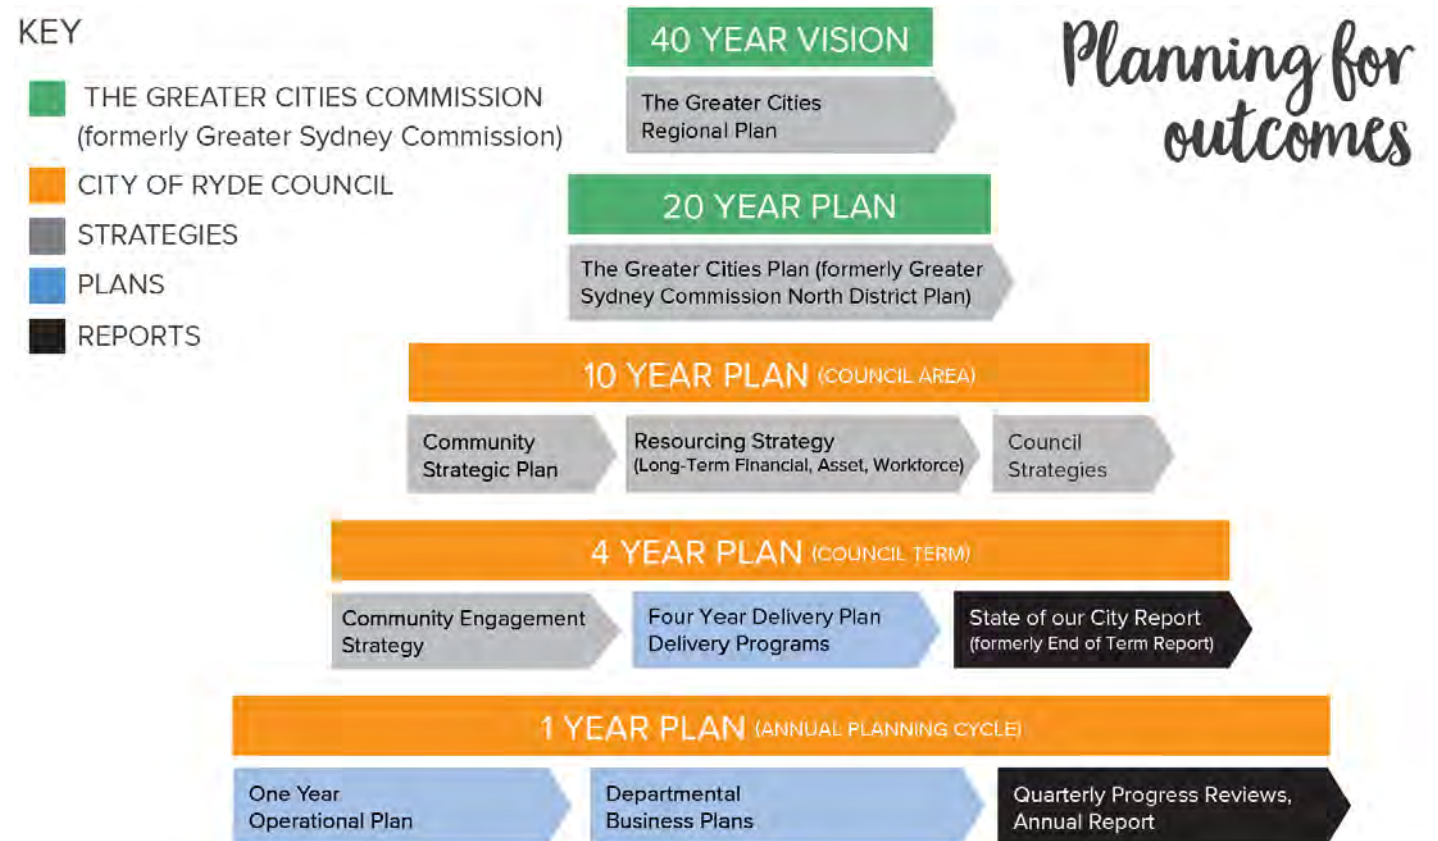 KEY
THE GREATER CITIES COMMISSION
(formerly Greater Sydney Commission)
CITY OF RYDE COUNCIL
STRATEGIES
PLANS
REPORTS
Planning for
outcomes
40 YEAR VISION
The Greater Cities
Regional Plan
20 YEAR PLAN
The Greater Cities Plan (formerly Greater
Sydney Commission North District Plan)
10 YEAR PLAN (COUNCIL AREA)
Community
Strategic Plan
Resourcing Strategy
(Long-Term Financial, Asset, Workforce)
Council
Strategies
4 YEAR PLAN (COUNCIL TERM)
Community Engagement
Strategy
Four Year Delivery Plan
Delivery Programs
State of our City Report
(formerly End of Term Report)
1 YEAR PLAN (ANNUAL PLANNING CYCLE)
One Year
Operational Plan
Departmental
Business Plans
Quarterly Progress Reviews,
Annual Report